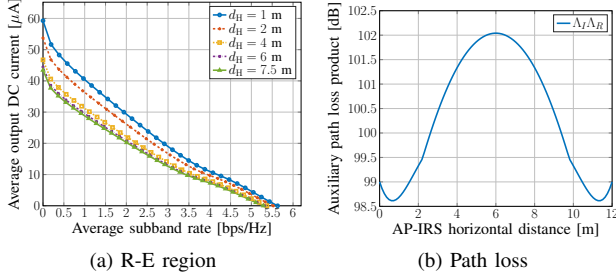 Average output DC current [μA]
60
50
40
30
20
10
0
0 0.5 1 1.5 2 2.5 3 3.5 4 4.5 5 5.5 6
Average subband rate [bps/Hz]
d_H = 1 m
d_H = 2 m
d_H = 4 m
d_H = 6 m
d_H = 7.5 m
(a) R-E region
Auxiliary path loss product [dB]
102
101.5
101
100.5
100
99.5
99
98.5
0 2 4 6 8 10 12
AP-IRS horizontal distance [m]
Λ_I Λ_R
(b) Path loss